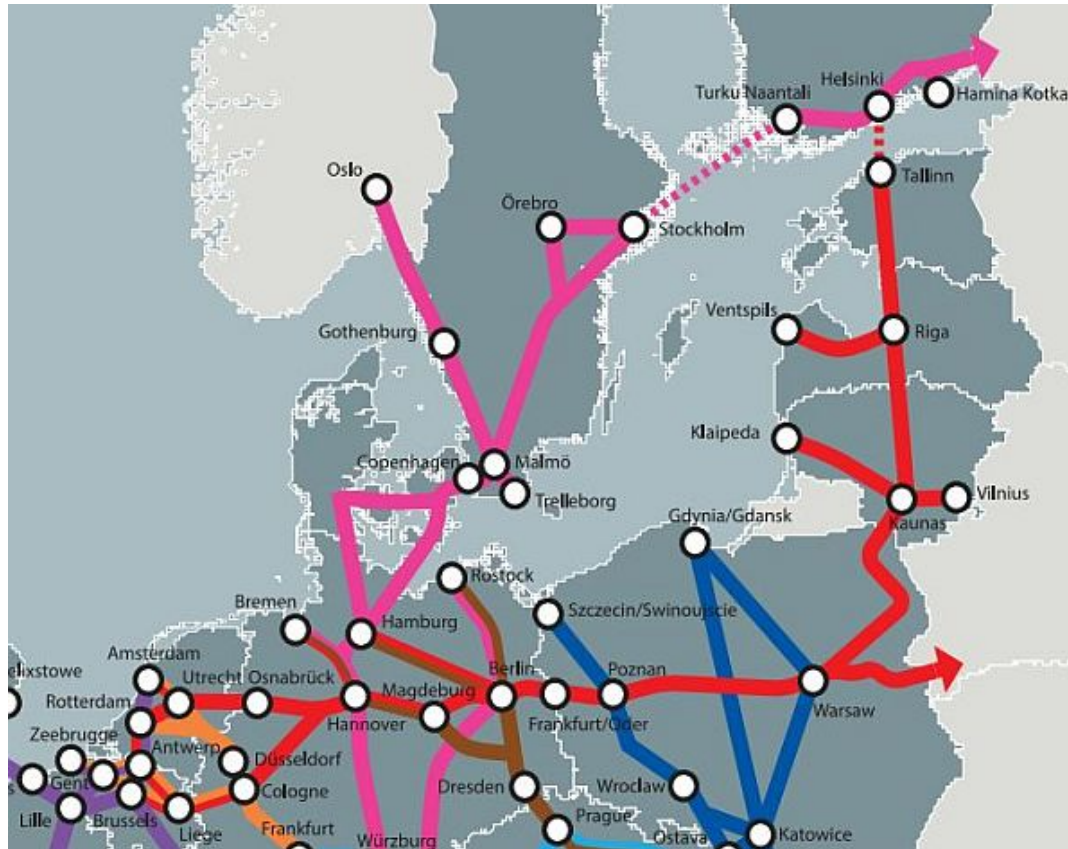 Helsinki
Turku Naantali
Hamina Kotka
Oslo
Tallinn
Örebro
Stockholm
Ventspils
Gothenburg
Riga
Klaipeda
Copenhagen
Malmö
Trelleborg
Vilnius
Kaunas
Gdynia/Gdansk
Rostock
Bremen
Szczecin/Swinoujscie
Hamburg
Amsterdam
elixstowe
Utrecht
Osnabrück
Berlin
Poznan
Rotterdam
Magdeburg
Hannover
Frankfurt/Oder
Warsaw
Zeebrugge
Antwerp
Düsseldorf
s
Gent
Cologne
Dresden
Wroclaw
Lille
Brussels
Liege
Frankfurt
Würzburg
Prague
Ostava
Katowice